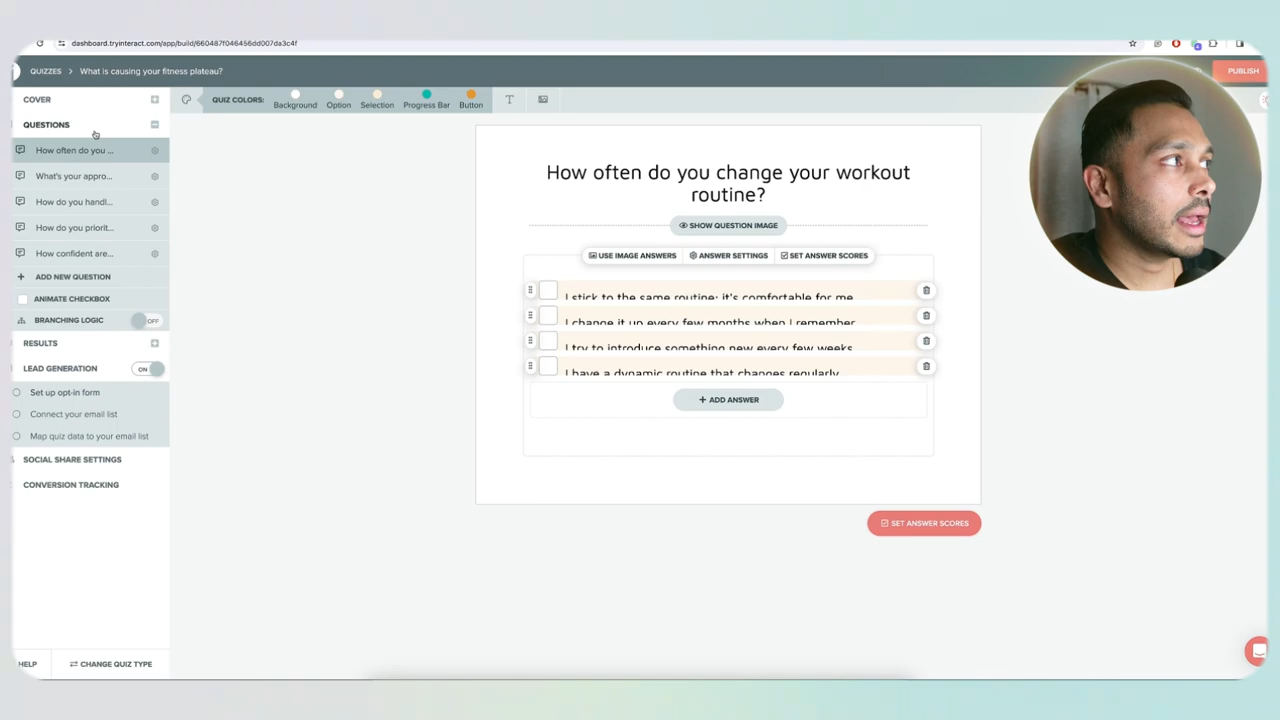 dashboard.tryinteract.com/app/build/660487f046456dd007da3c4f
QUIZZES > What is causing your fitness plateau?
PUBLISH
COVER
QUIZ COLORS:
Background
Option
Selection
Progress Bar
Button
T
QUESTIONS
How often do you ...
What's your appro...
How do you handl...
How do you priorit...
How confident are...
+ ADD NEW QUESTION
ANIMATE CHECKBOX
BRANCHING LOGIC OFF
RESULTS
LEAD GENERATION ON
Set up opt-in form
Connect your email list
Map quiz data to your email list
SOCIAL SHARE SETTINGS
CONVERSION TRACKING
HELP
CHANGE QUIZ TYPE
How often do you change your workout
routine?
SHOW QUESTION IMAGE
USE IMAGE ANSWERS
ANSWER SETTINGS
SET ANSWER SCORES
I stick to the same routine; it's comfortable for me
I change it up every few months when I remember
I try to introduce something new every few weeks
I have a dynamic routine that changes regularly
+ ADD ANSWER
SET ANSWER SCORES